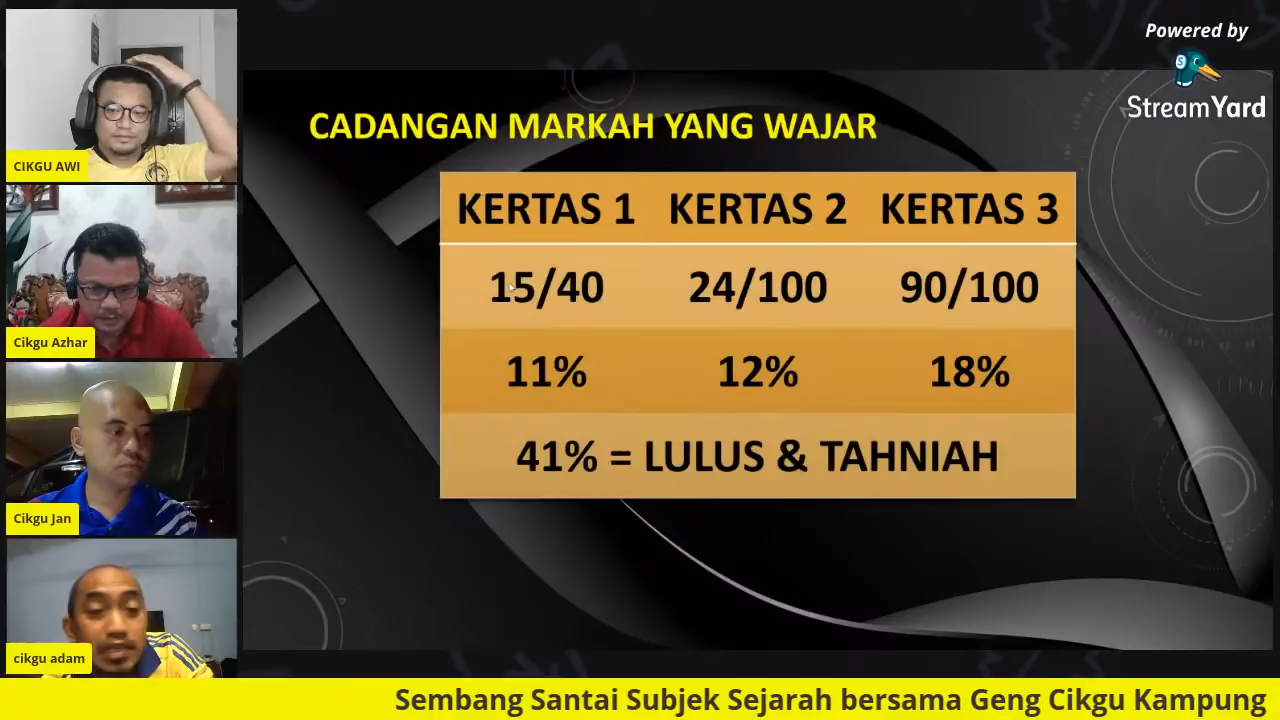 Powered by
StreamYard
CIKGU AWI
Cikgu Azhar
Cikgu Jan
cikgu adam
CADANGAN MARKAH YANG WAJAR
KERTAS 1 KERTAS 2 KERTAS 3
15/40 24/100 90/100
11% 12% 18%
41% = LULUS & TAHNIAH
Sembang Santai Subjek Sejarah bersama Geng Cikgu Kampung